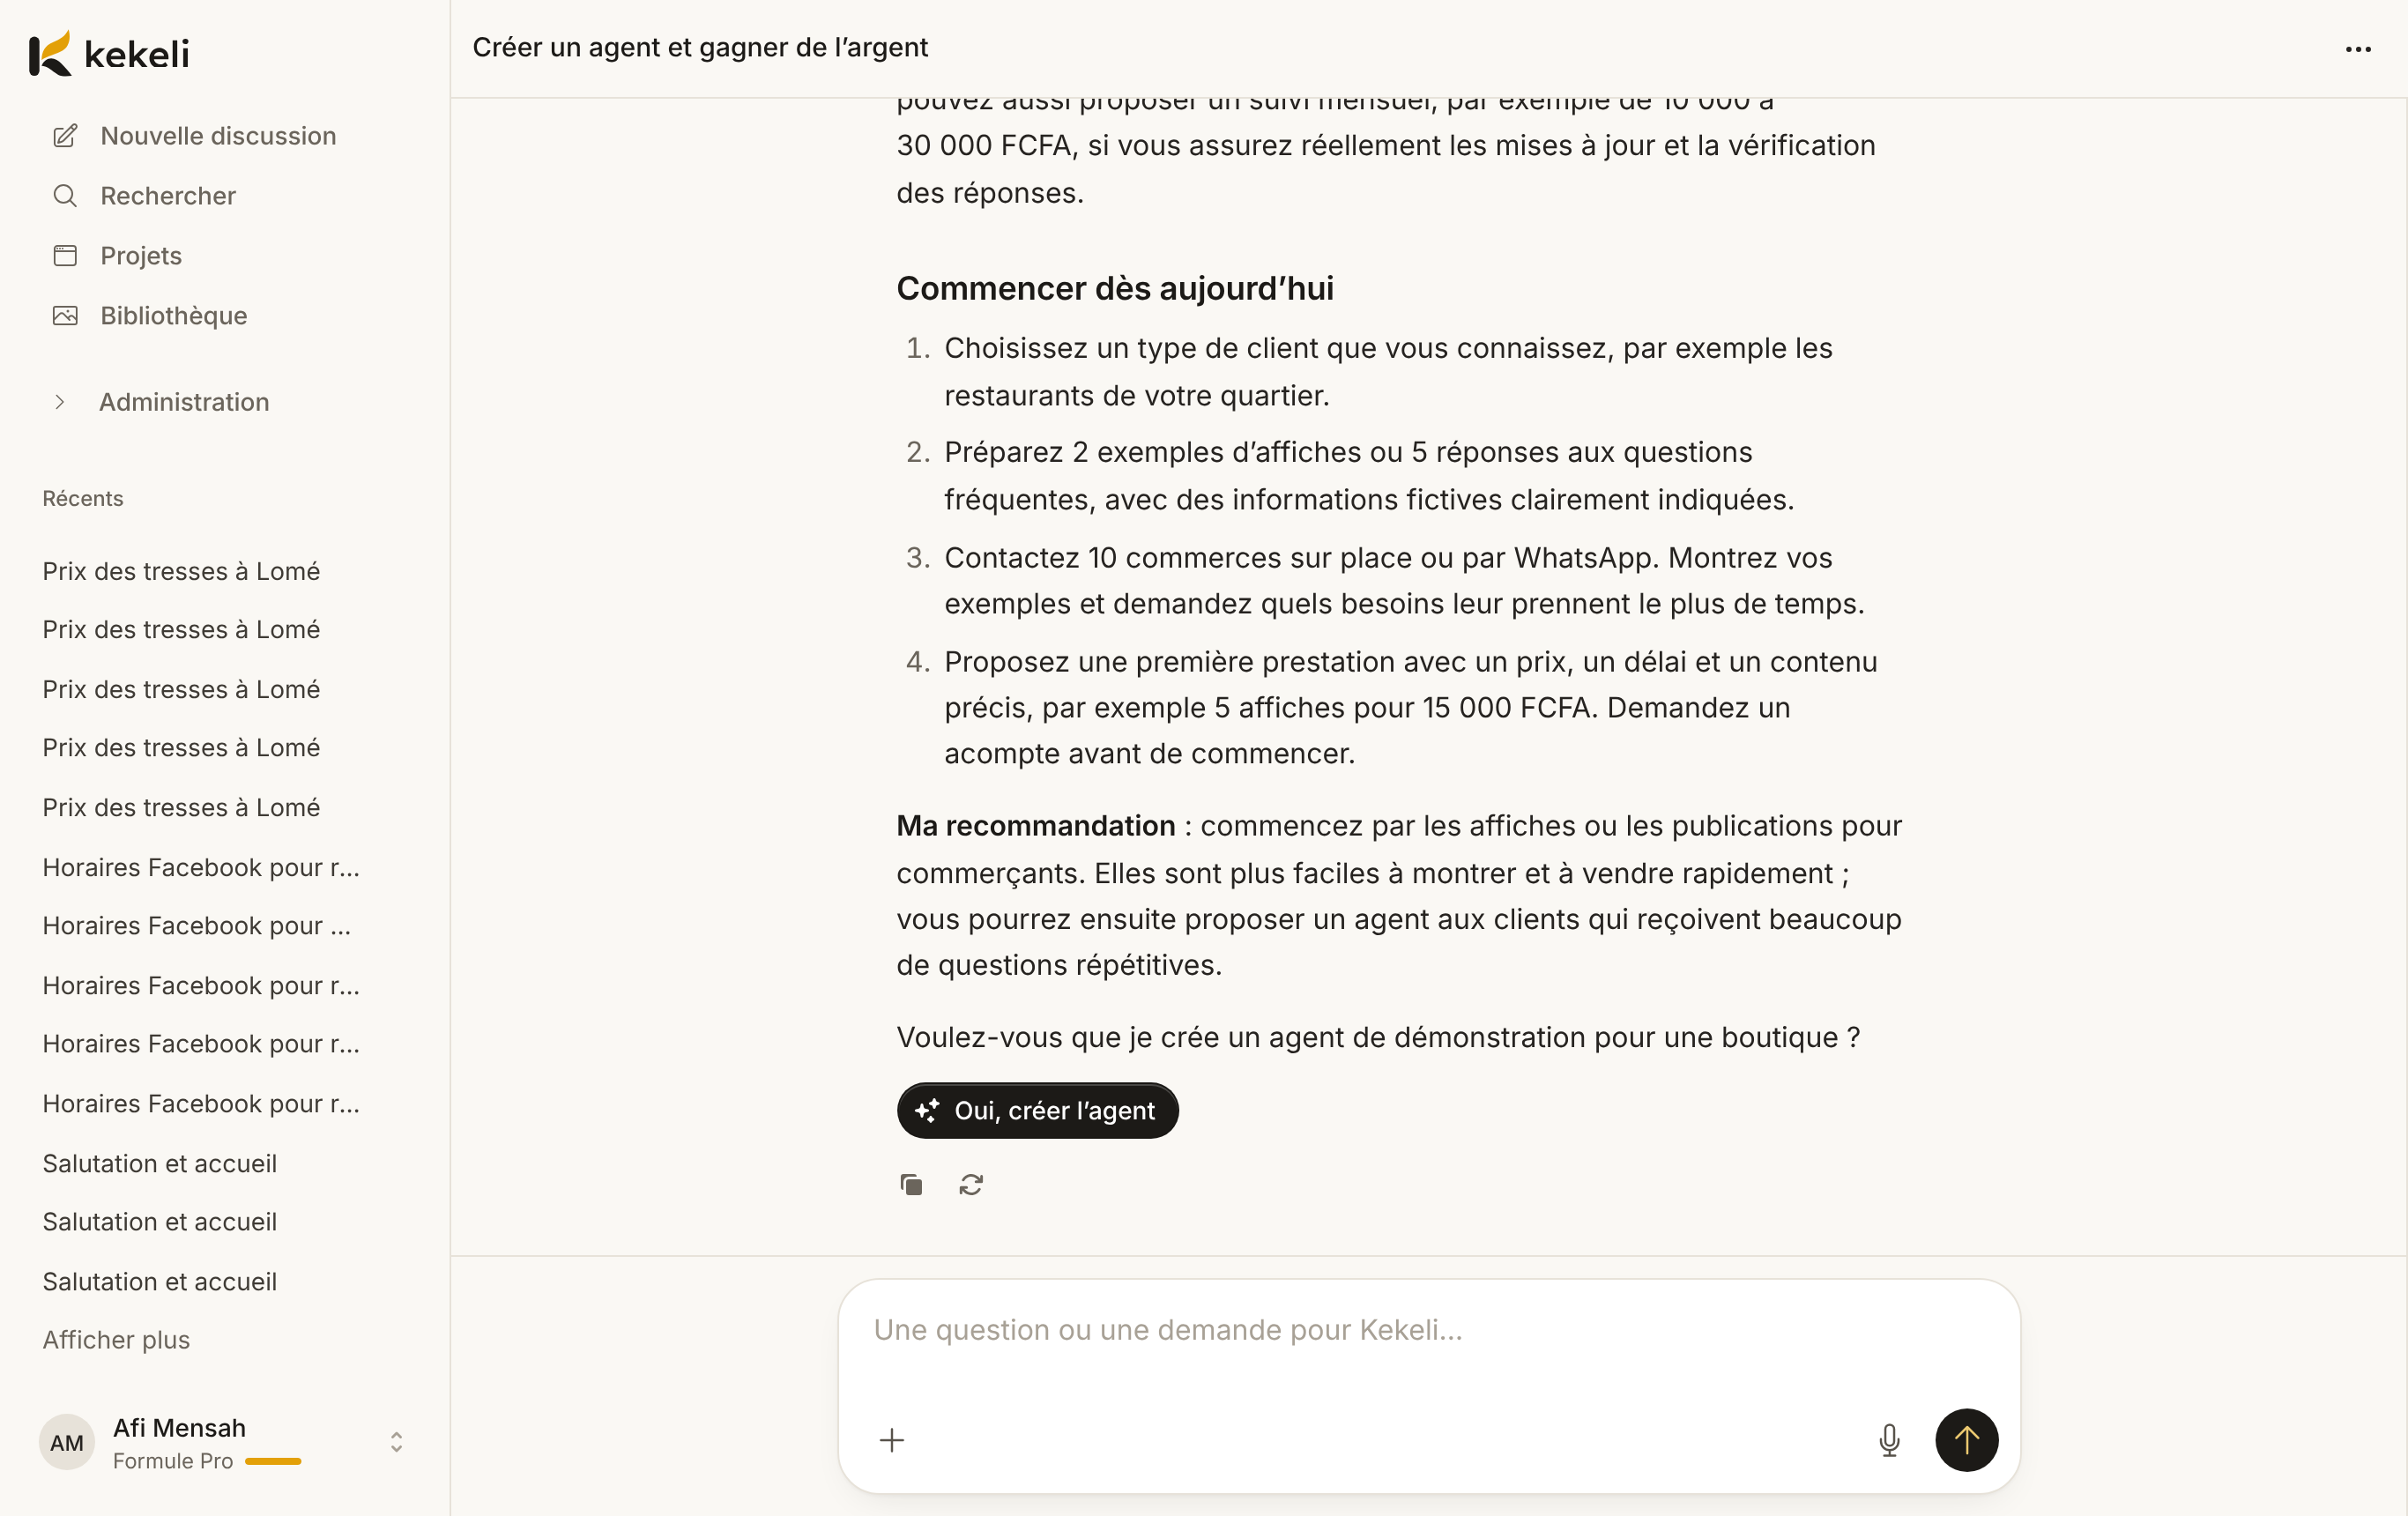 kekeli
Nouvelle discussion
Rechercher
Projets
Bibliothèque
Administration
Récents
Prix des tresses à Lomé
Prix des tresses à Lomé
Prix des tresses à Lomé
Prix des tresses à Lomé
Prix des tresses à Lomé
Horaires Facebook pour r...
Horaires Facebook pour ...
Horaires Facebook pour r...
Horaires Facebook pour r...
Horaires Facebook pour r...
Salutation et accueil
Salutation et accueil
Salutation et accueil
Afficher plus
AM
Afi Mensah
Formule Pro
Créer un agent et gagner de l’argent
pouvez aussi proposer un suivi mensuel, par exemple de 10 000 à
30 000 FCFA, si vous assurez réellement les mises à jour et la vérification
des réponses.
Commencer dès aujourd’hui
1. Choisissez un type de client que vous connaissez, par exemple les
restaurants de votre quartier.
2. Préparez 2 exemples d’affiches ou 5 réponses aux questions
fréquentes, avec des informations fictives clairement indiquées.
3. Contactez 10 commerces sur place ou par WhatsApp. Montrez vos
exemples et demandez quels besoins leur prennent le plus de temps.
4. Proposez une première prestation avec un prix, un délai et un contenu
précis, par exemple 5 affiches pour 15 000 FCFA. Demandez un
acompte avant de commencer.
Ma recommandation : commencez par les affiches ou les publications pour
commerçants. Elles sont plus faciles à montrer et à vendre rapidement ;
vous pourrez ensuite proposer un agent aux clients qui reçoivent beaucoup
de questions répétitives.
Voulez-vous que je crée un agent de démonstration pour une boutique ?
Oui, créer l’agent
Une question ou une demande pour Kekeli...